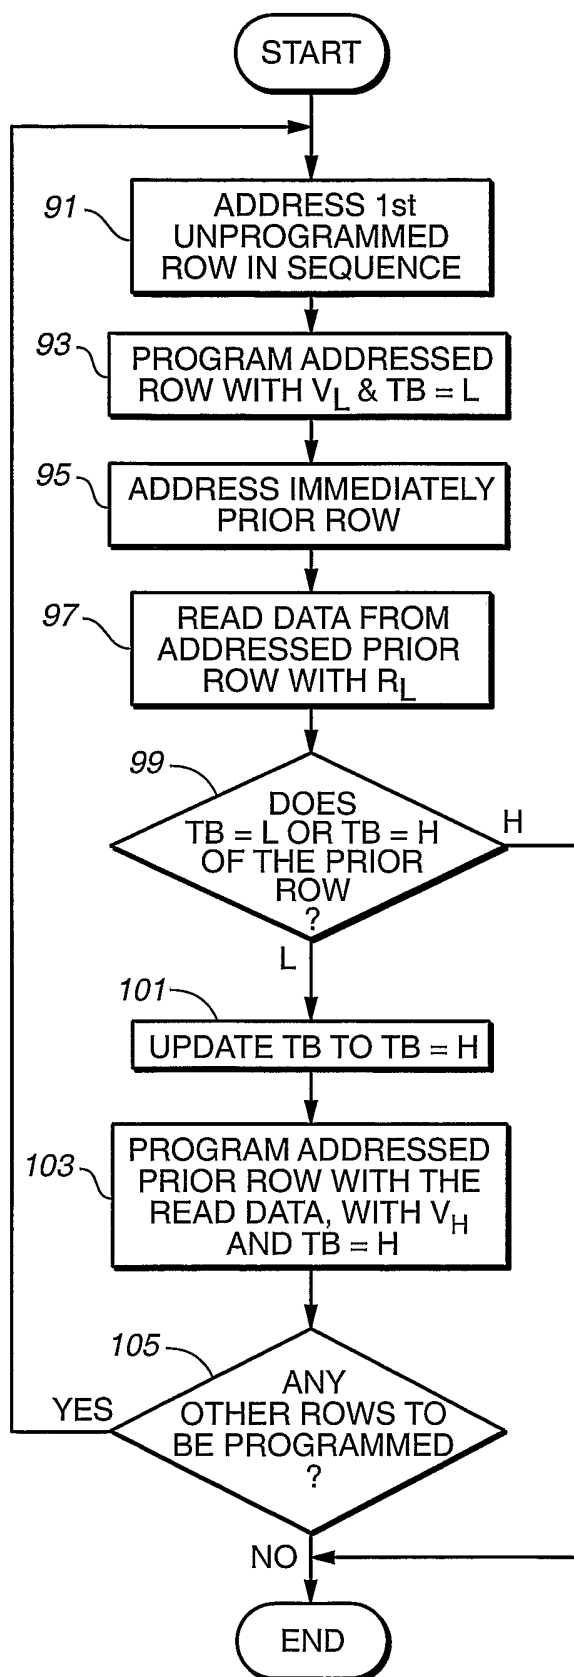 START
91
ADDRESS 1st
UNPROGRAMMED
ROW IN SEQUENCE
93
PROGRAM ADDRESSED
ROW WITH V_L & TB = L
95
ADDRESS IMMEDIATELY
PRIOR ROW
97
READ DATA FROM
ADDRESSED PRIOR
ROW WITH R_L
99
DOES
TB = L OR TB = H
OF THE PRIOR
ROW
?
H
L
101
UPDATE TB TO TB = H
103
PROGRAM ADDRESSED
PRIOR ROW WITH THE
READ DATA, WITH V_H
AND TB = H
105
ANY
OTHER ROWS TO
BE PROGRAMMED
?
YES
NO
END